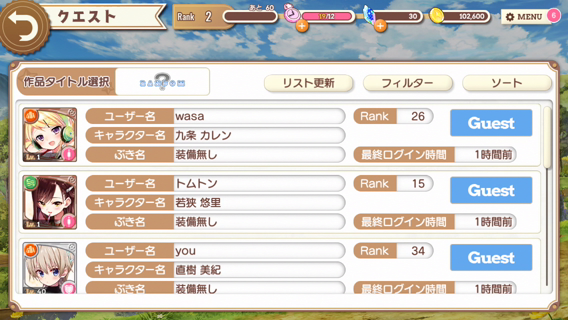 クエスト
Rank 2
あと 60
19/12
30
102,600
MENU
6
作品タイトル選択
RANDOM
?
リスト更新
フィルター
ソート
ユーザー名 wasa
Rank 26
Guest
キャラクター名 九条 カレン
ぶき名 装備無し
最終ログイン時間 1時間前
Lv. 1
ユーザー名 トムトン
Rank 15
Guest
キャラクター名 若狭 悠里
ぶき名 装備無し
最終ログイン時間 1時間前
Lv. 1
ユーザー名 you
Rank 34
Guest
キャラクター名 直樹 美紀
ぶき名 装備無し
最終ログイン時間 1時間前